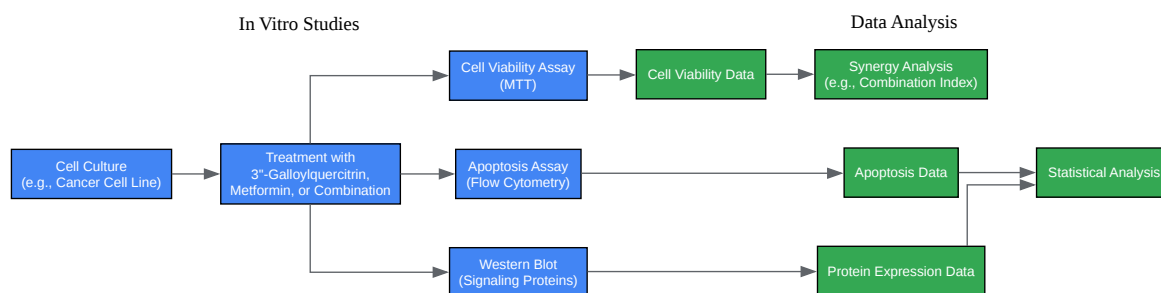 In Vitro Studies
Data Analysis
Cell Viability Assay
(MTT)
Cell Viability Data
Synergy Analysis
(e.g., Combination Index)
Cell Culture
(e.g., Cancer Cell Line)
Treatment with
3"-Galloylquercitrin,
Metformin, or Combination
Apoptosis Assay
(Flow Cytometry)
Apoptosis Data
Statistical Analysis
Western Blot
(Signaling Proteins)
Protein Expression Data